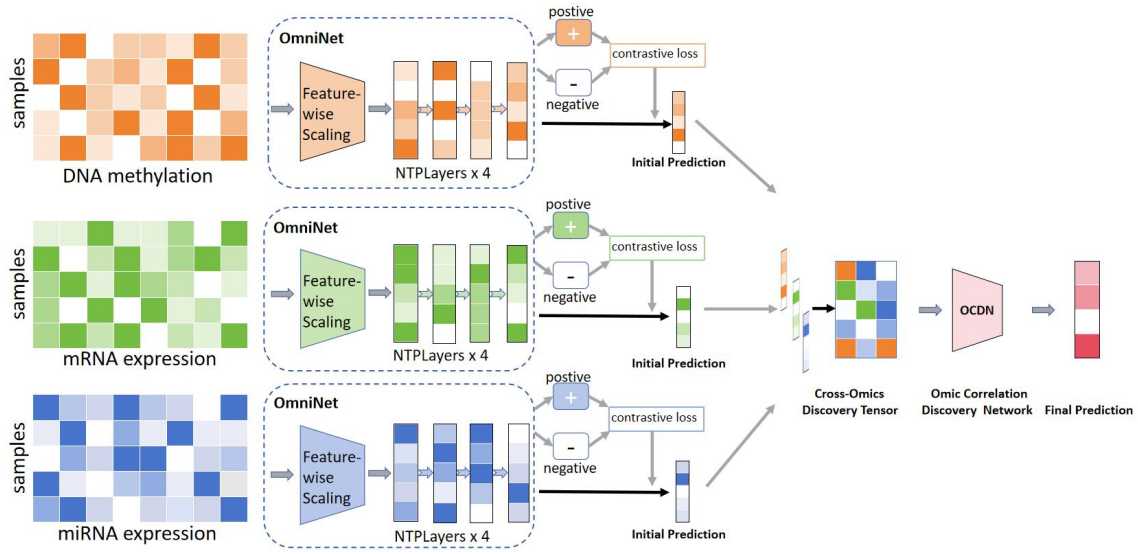 samples
DNA methylation
OmniNet
Feature-
wise
Scaling
NTPLayers x 4
postive
+
-
negative
contrastive loss
Initial Prediction
samples
mRNA expression
OmniNet
Feature-
wise
Scaling
NTPLayers x 4
postive
+
-
negative
contrastive loss
Initial Prediction
samples
miRNA expression
OmniNet
Feature-
wise
Scaling
NTPLayers x 4
postive
+
-
negative
contrastive loss
Initial Prediction
Cross-Omics
Discovery Tensor
OCDN
Omic Correlation
Discovery Network
Final Prediction